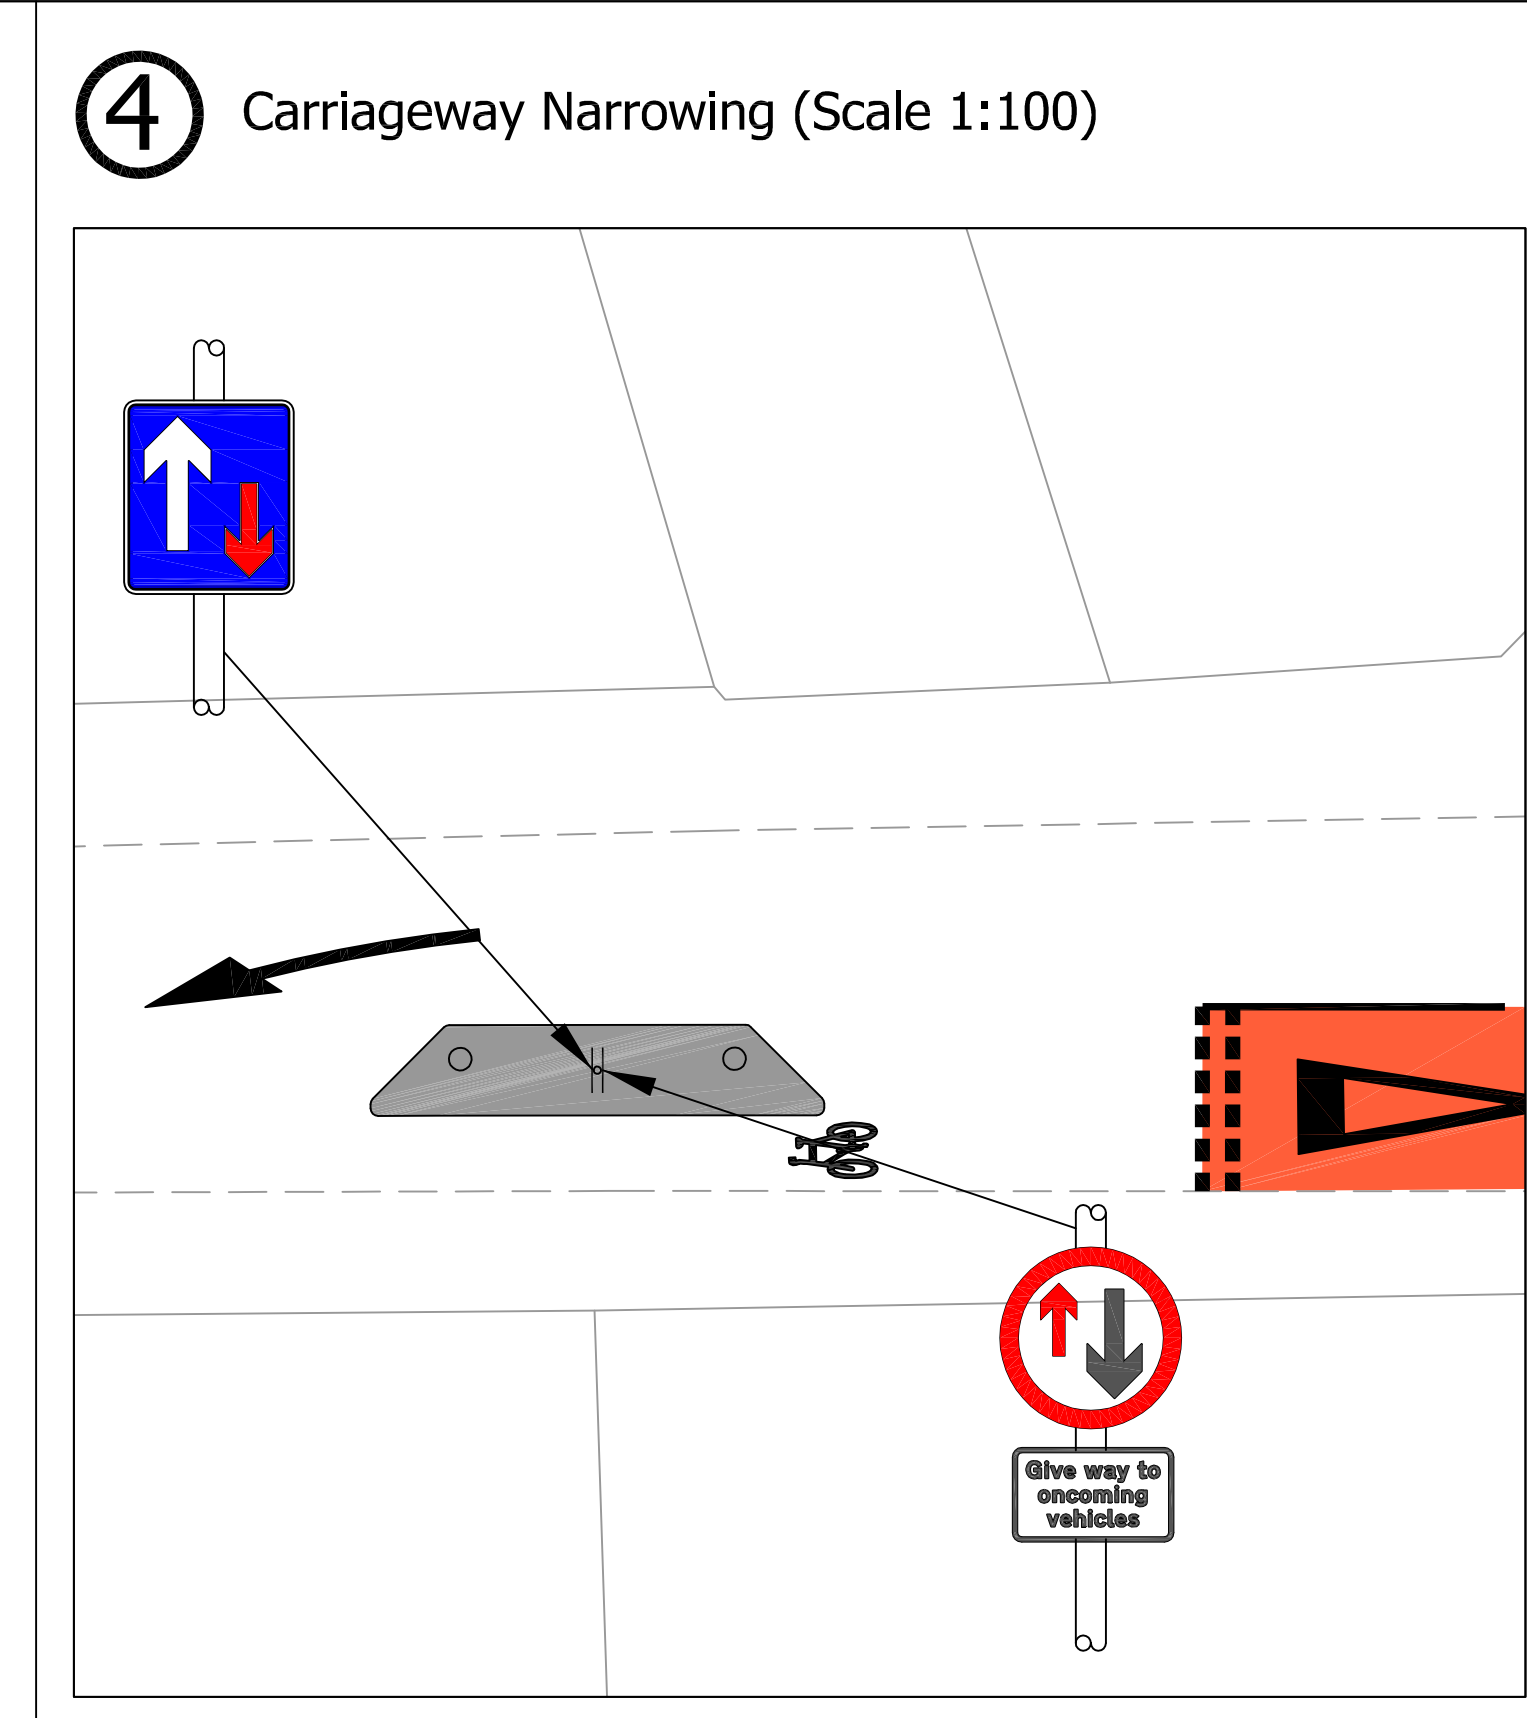 4
Carriageway Narrowing (Scale 1:100)
Give way to
oncoming
vehicles